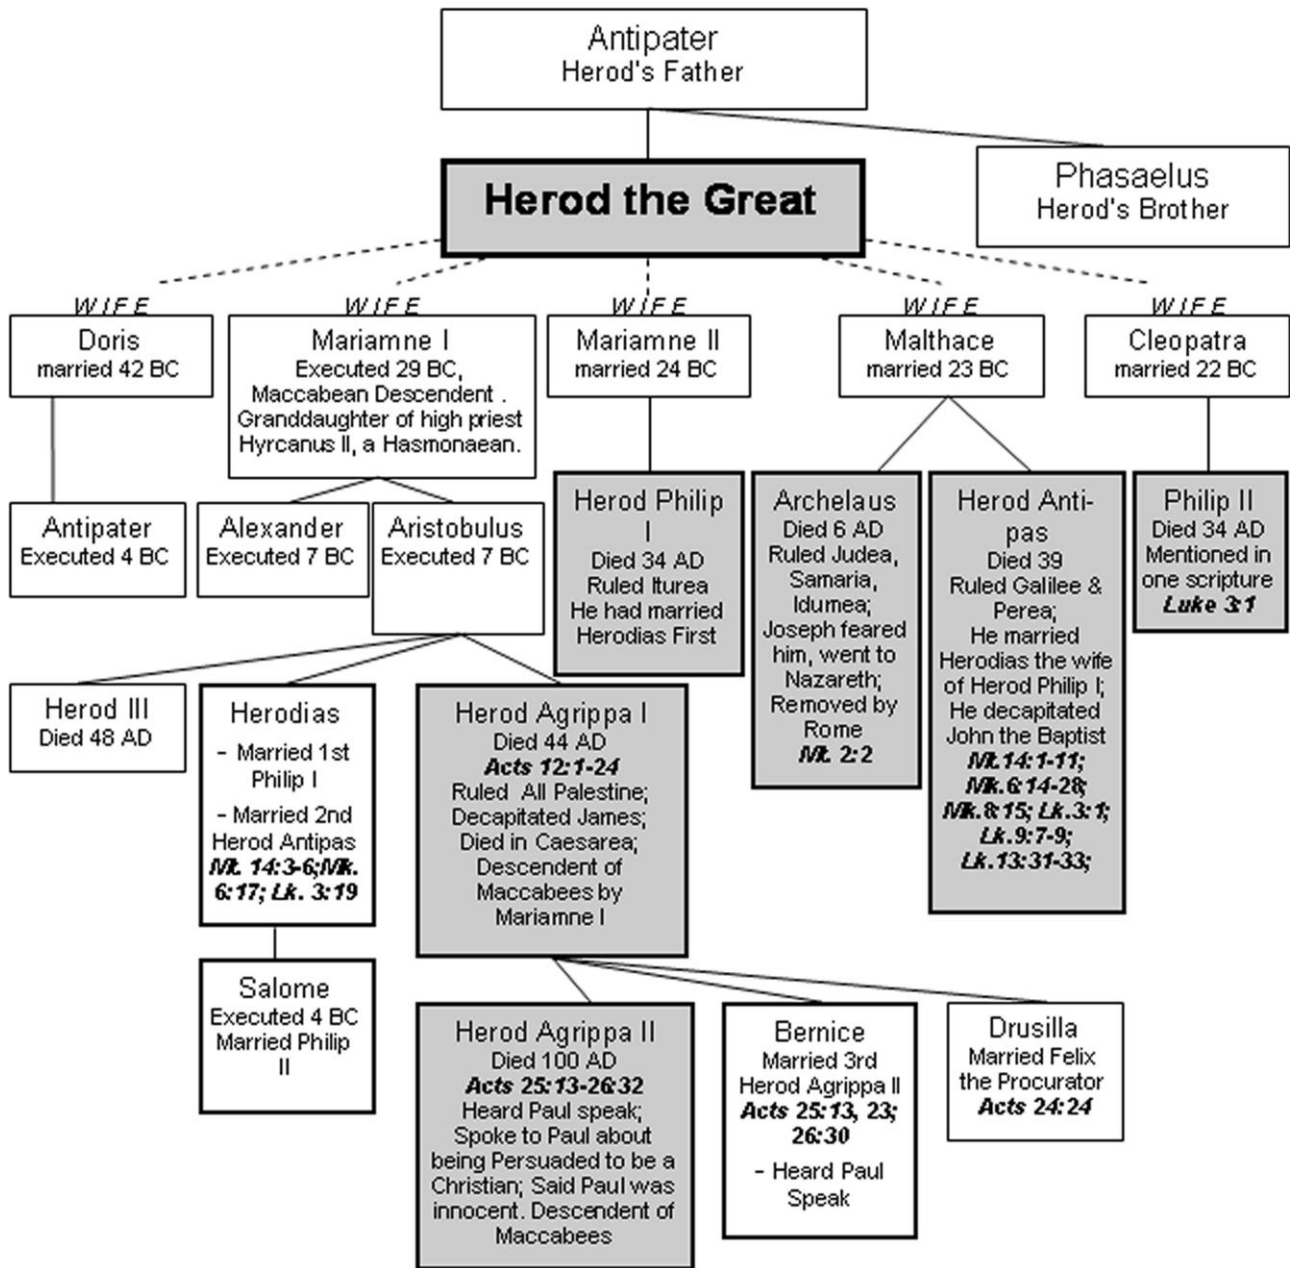 Antipater
Herod's Father
Herod the Great
Phasaelus
Herod's Brother
WIFE
Doris
married 42 BC
WIFE
Mariamne I
Executed 29 BC,
Maccabean Descendent .
Granddaughter of high priest
Hyrcanus II, a Hasmonaean.
WIFE
Mariamne II
married 24 BC
WIFE
Malthace
married 23 BC
WIFE
Cleopatra
married 22 BC
Antipater
Executed 4 BC
Alexander
Executed 7 BC
Aristobulus
Executed 7 BC
Herod Philip
I
Died 34 AD
Ruled Iturea
He had married
Herodias First
Archelaus
Died 6 AD
Ruled Judea,
Samaria,
Idumea;
Joseph feared
him, went to
Nazareth;
Removed by
Rome
Mt. 2:2
Herod Anti-
pas
Died 39
Ruled Galilee &
Perea;
He married
Herodias the wife
of Herod Philip I;
He decapitated
John the Baptist
Mt.14:1-11;
Mk.6:14-28;
Mk.8:15; Lk.3:1;
Lk.9:7-9;
Lk.13:31-33;
Philip II
Died 34 AD
Mentioned in
one scripture
Luke 3:1
Herod III
Died 48 AD
Herodias
- Married 1st
Philip I
- Married 2nd
Herod Antipas
Mt. 14:3-6;Mk.
6:17; Lk. 3:19
Herod Agrippa I
Died 44 AD
Acts 12:1-24
Ruled All Palestine;
Decapitated James;
Died in Caesarea;
Descendent of
Maccabees by
Mariamne I
Salome
Executed 4 BC
Married Philip
II
Herod Agrippa II
Died 100 AD
Acts 25:13-26:32
Heard Paul speak;
Spoke to Paul about
being Persuaded to be a
Christian; Said Paul was
innocent. Descendent of
Maccabees
Bernice
Married 3rd
Herod Agrippa II
Acts 25:13, 23;
26:30
- Heard Paul
Speak
Drusilla
Married Felix
the Procurator
Acts 24:24